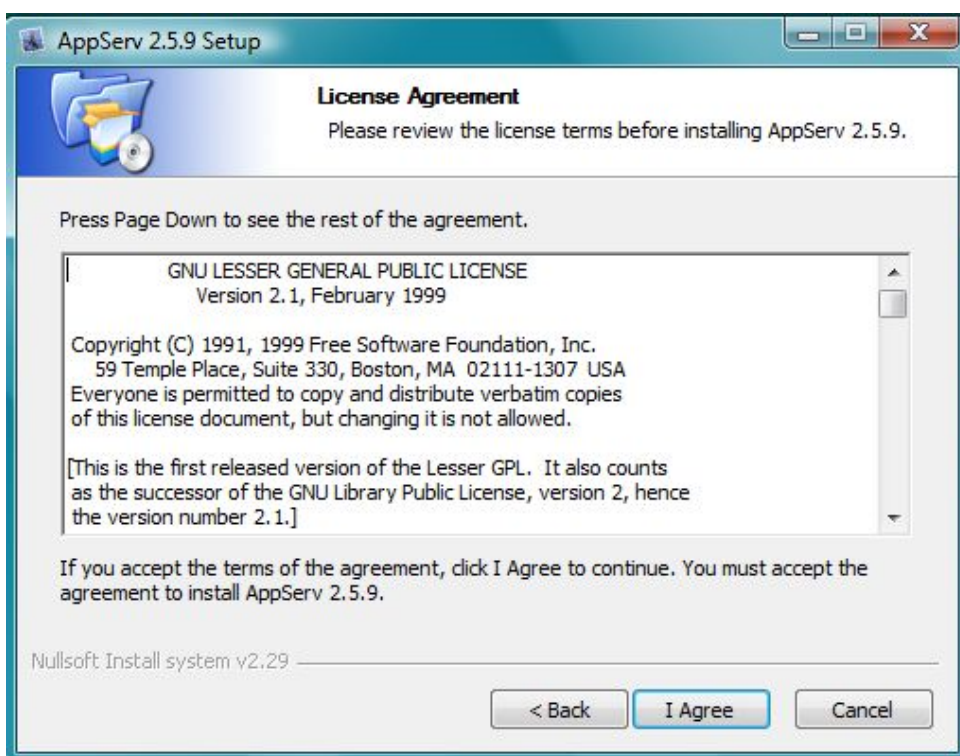 AppServ 2.5.9 Setup
License Agreement
Please review the license terms before installing AppServ 2.5.9.
Press Page Down to see the rest of the agreement.
GNU LESSER GENERAL PUBLIC LICENSE
Version 2.1, February 1999
Copyright (C) 1991, 1999 Free Software Foundation, Inc.
59 Temple Place, Suite 330, Boston, MA 02111-1307 USA
Everyone is permitted to copy and distribute verbatim copies
of this license document, but changing it is not allowed.
[This is the first released version of the Lesser GPL. It also counts
as the successor of the GNU Library Public License, version 2, hence
the version number 2.1.]
If you accept the terms of the agreement, click I Agree to continue. You must accept the
agreement to install AppServ 2.5.9.
Nullsoft Install system v2.29
< Back
I Agree
Cancel